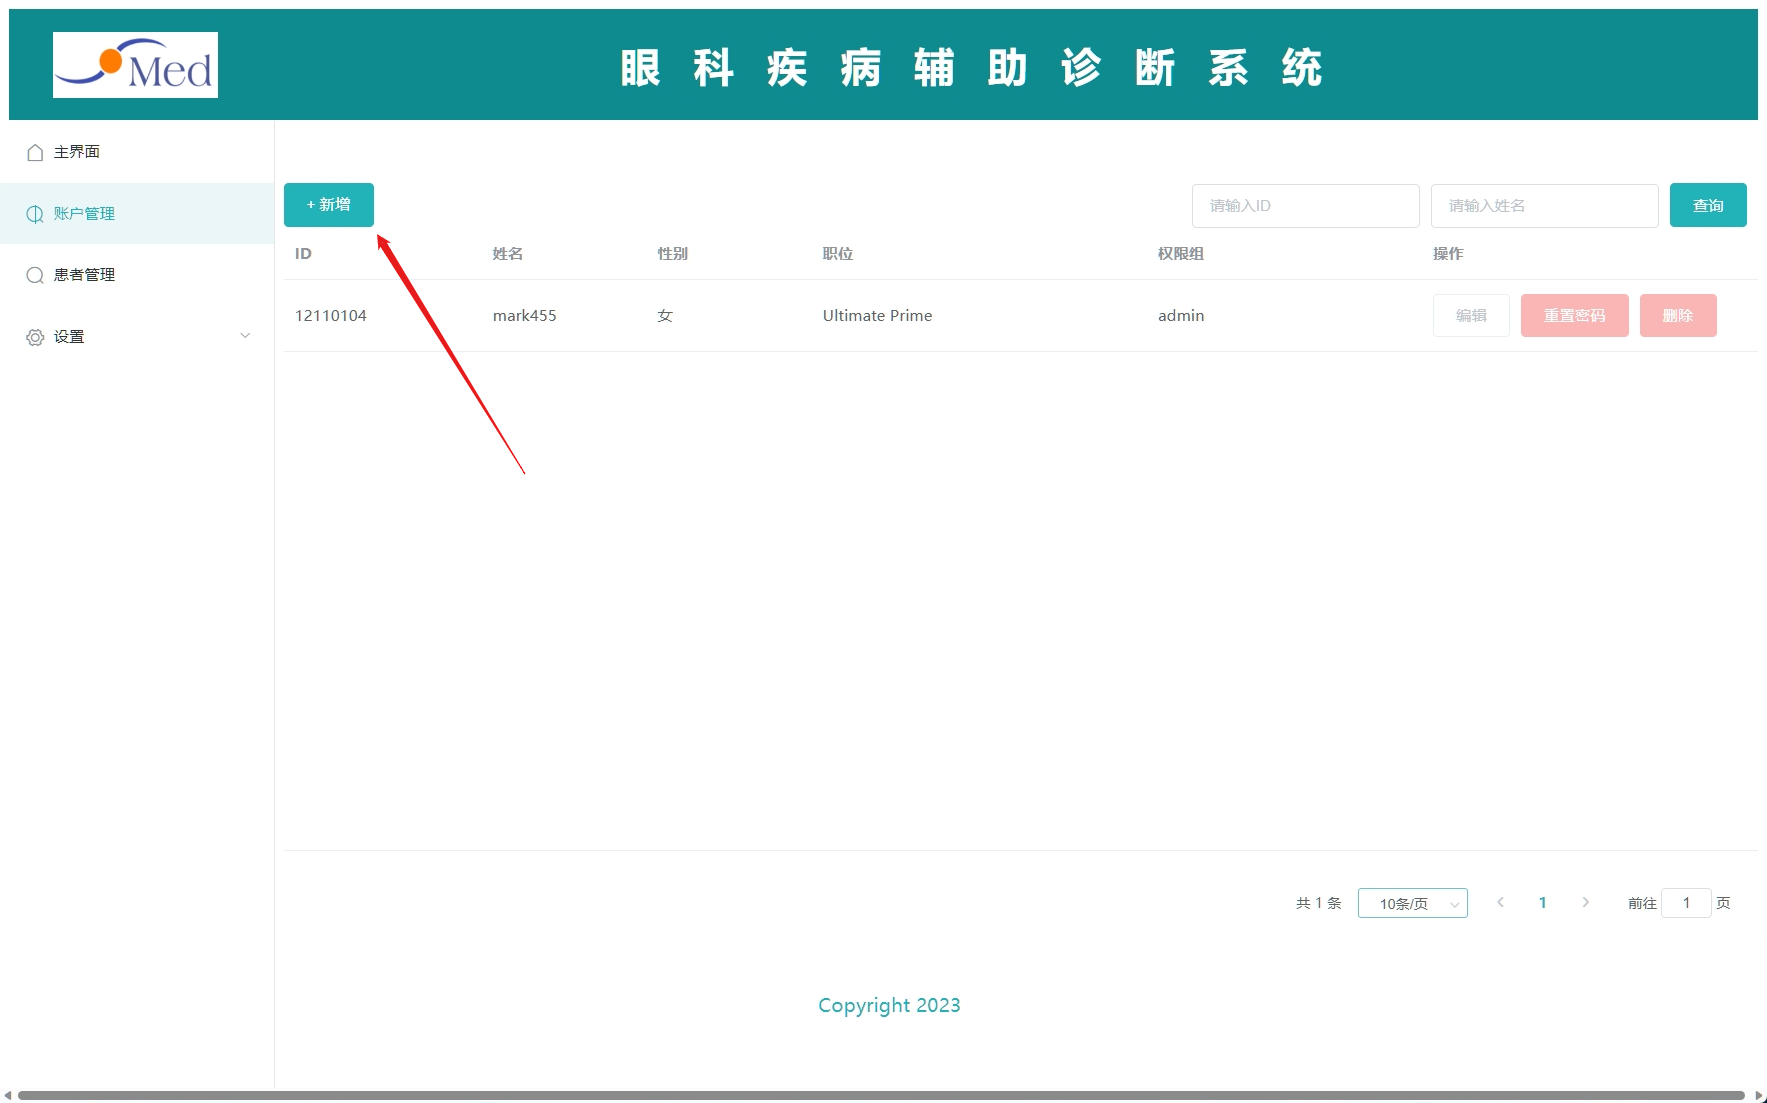 Med
眼科疾病辅助诊断系统
主界面
账户管理
患者管理
设置
+ 新增
请输入ID
请输入姓名
查询
ID 姓名 性别 职位 权限组 操作
12110104 mark455 女 Ultimate Prime admin 编辑 重置密码 删除
共 1 条 10条/页 1 前往 1 页
Copyright 2023